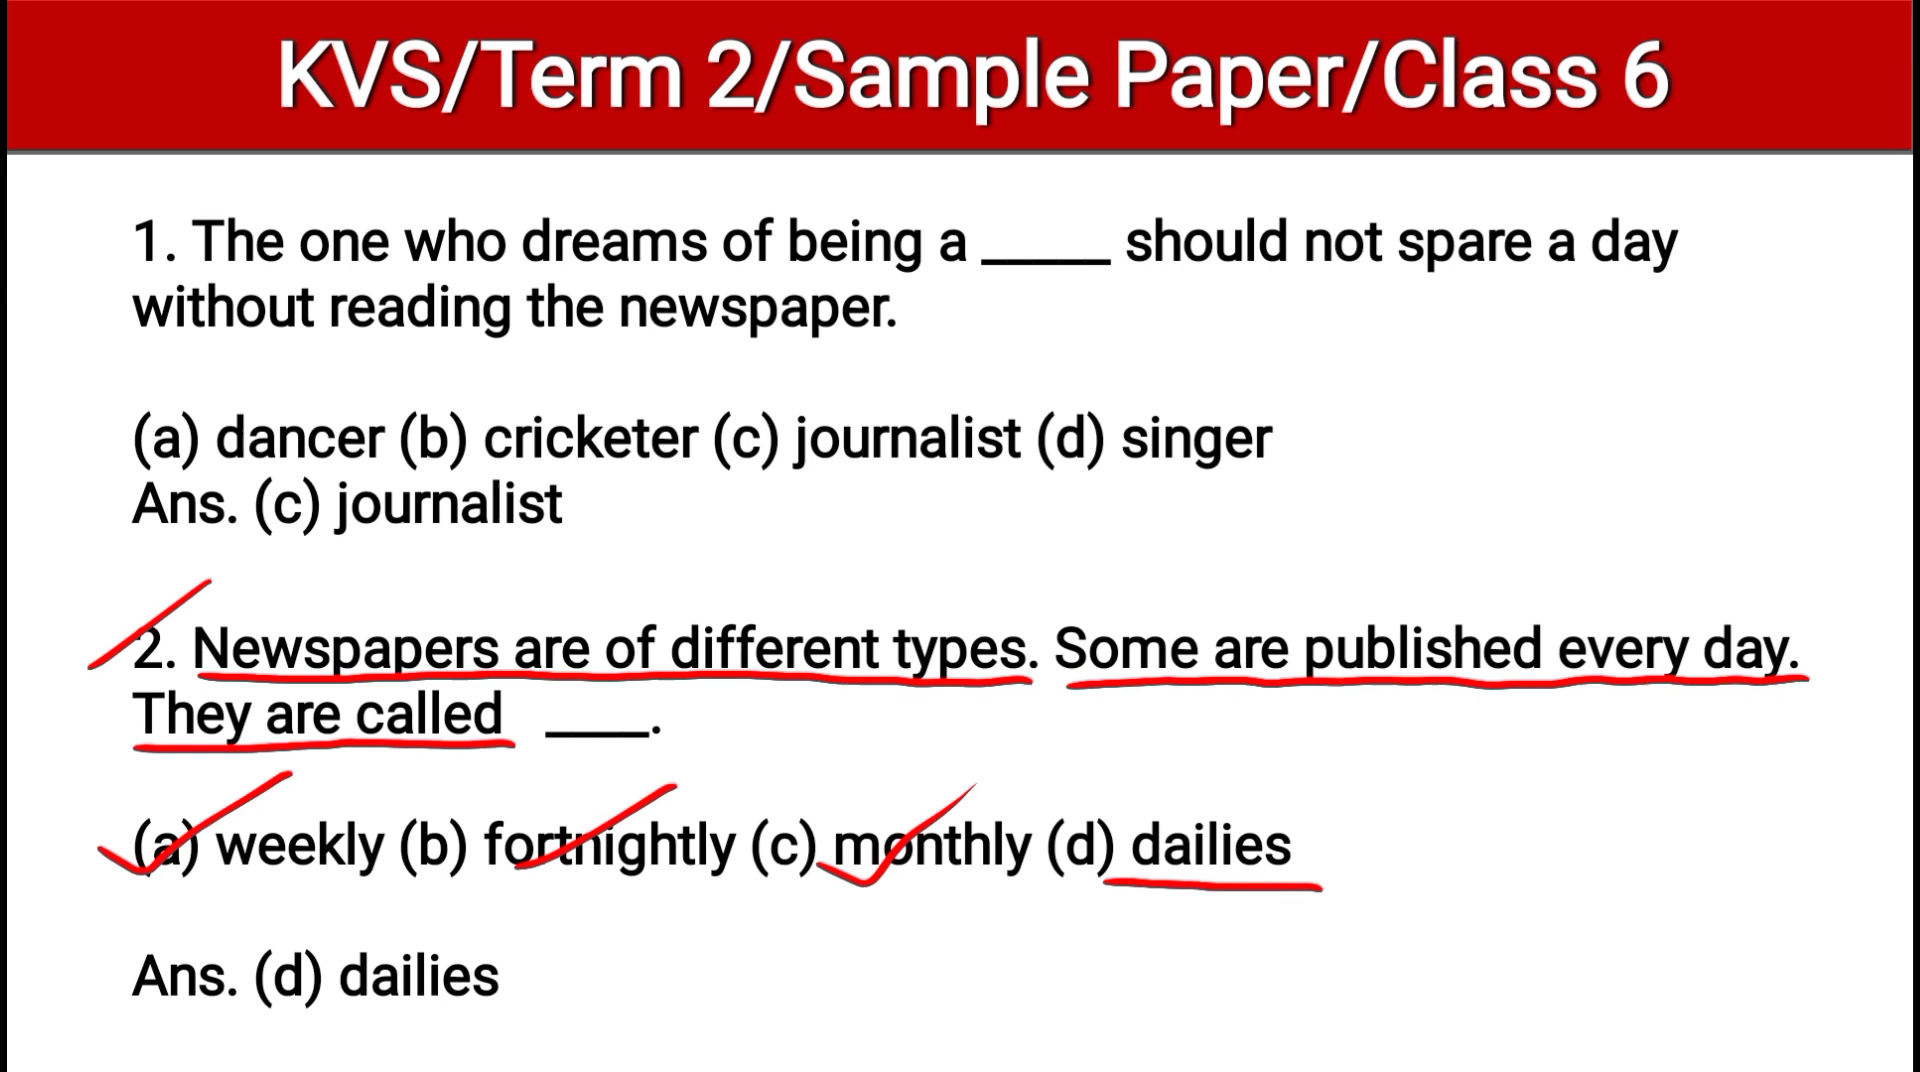 KVS/Term 2/Sample Paper/Class 6
1. The one who dreams of being a _____ should not spare a day
without reading the newspaper.
(a) dancer (b) cricketer (c) journalist (d) singer
Ans. (c) journalist
2. Newspapers are of different types. Some are published every day.
They are called ____.
(a) weekly (b) fortnightly (c) monthly (d) dailies
Ans. (d) dailies